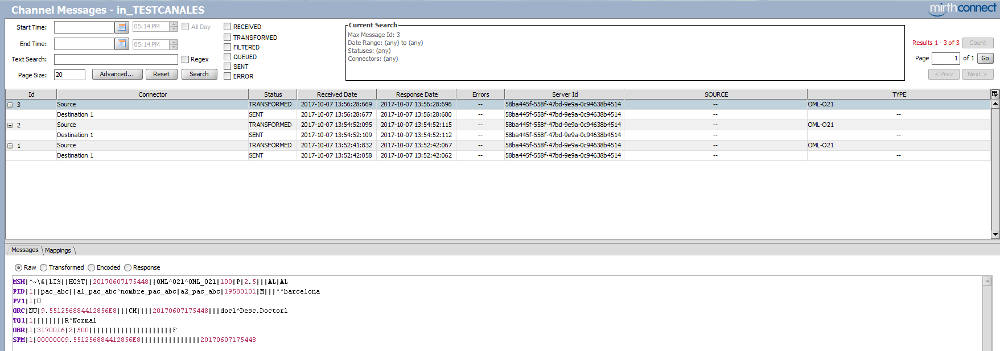 Channel Messages - in_TESTCANALES
mirthconnect
Start Time: 05:14 PM All Day
End Time: 05:14 PM
Text Search: Regex
Page Size: 20 Advanced... Reset Search
RECEIVED
TRANSFORMED
FILTERED
QUEUED
SENT
ERROR
Current Search
Max Message Id: 3
Date Range: (any) to (any)
Statuses: (any)
Connectors: (any)
Results 1 - 3 of 3 Count
Page 1 of 1 Go
< Prev Next >
Id Connector Status Received Date Response Date Errors Server Id SOURCE TYPE
3 Source TRANSFORMED 2017-10-07 13:56:28:669 2017-10-07 13:56:28:696 -- 58ba445f-558f-47bd-9e9a-0c94638b4514 -- OML-O21
Destination 1 SENT 2017-10-07 13:56:28:677 2017-10-07 13:56:28:680 -- 58ba445f-558f-47bd-9e9a-0c94638b4514 -- --
2 Source TRANSFORMED 2017-10-07 13:54:52:095 2017-10-07 13:54:52:115 -- 58ba445f-558f-47bd-9e9a-0c94638b4514 -- OML-O21
Destination 1 SENT 2017-10-07 13:54:52:109 2017-10-07 13:54:52:112 -- 58ba445f-558f-47bd-9e9a-0c94638b4514 -- --
1 Source TRANSFORMED 2017-10-07 13:52:41:832 2017-10-07 13:52:42:067 -- 58ba445f-558f-47bd-9e9a-0c94638b4514 -- OML-O21
Destination 1 SENT 2017-10-07 13:52:42:058 2017-10-07 13:52:42:062 -- 58ba445f-558f-47bd-9e9a-0c94638b4514 -- --
Messages Mappings
Raw Transformed Encoded Response
MSH|^~\&|LIS||HOST||20170607175448||OML^O21^OML_O21|100|P|2.5|||AL|AL
PID|1||pac_abc||a1_pac_abc^nombre_pac_abc|a2_pac_abc|19580101|M|||^^barcelona
PV1|1|U
ORC|NW|9.551256884412856E8|||CM||||20170607175448|||doc1^Desc.Doctor1
TQ1|1||||||||R^Normal
OBR|1|3170016|2|500|||||||||||||||||||||F
SPM|1|00000009.551256884412856E8|||||||||||||||20170607175448